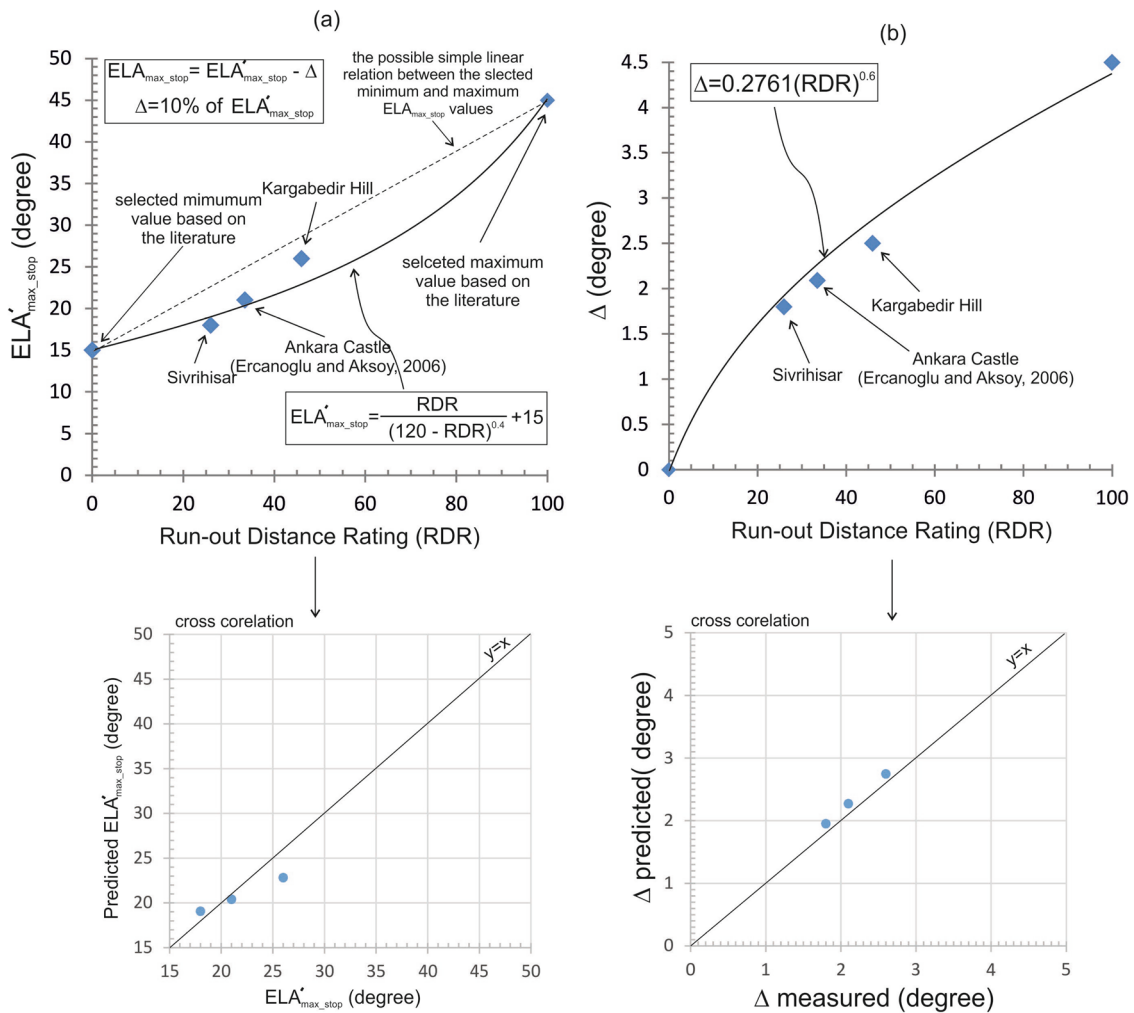 (a)
ELA′max_stop (degree)
50
45
40
35
30
25
20
15
10
5
0
ELAmax_stop= ELA′max_stop - Δ
Δ=10% of ELA′max_stop
the possible simple linear
relation between the slected
minimum and maximum
ELAmax_stop values
selected mimumum
value based on
the literature
Kargabedir Hill
selceted maximum
value based on
the literature
Ankara Castle
(Ercanoglu and Aksoy, 2006)
Sivrihisar
ELA′max_stop= RDR
(120 - RDR)^0.4 +15
0 20 40 60 80 100
Run-out Distance Rating (RDR)
(b)
Δ (degree)
4.5
4
3.5
3
2.5
2
1.5
1
0.5
0
Δ=0.2761(RDR)^0.6
Kargabedir Hill
Ankara Castle
(Ercanoglu and Aksoy, 2006)
Sivrihisar
0 20 40 60 80 100
Run-out Distance Rating (RDR)
cross corelation
Predicted ELA′max_stop (degree)
50
45
40
35
30
25
20
15
y=x
15 20 25 30 35 40 45 50
ELA′max_stop (degree)
cross corelation
Δ predicted( degree)
5
4
3
2
1
0
y=x
0 1 2 3 4 5
Δ measured (degree)